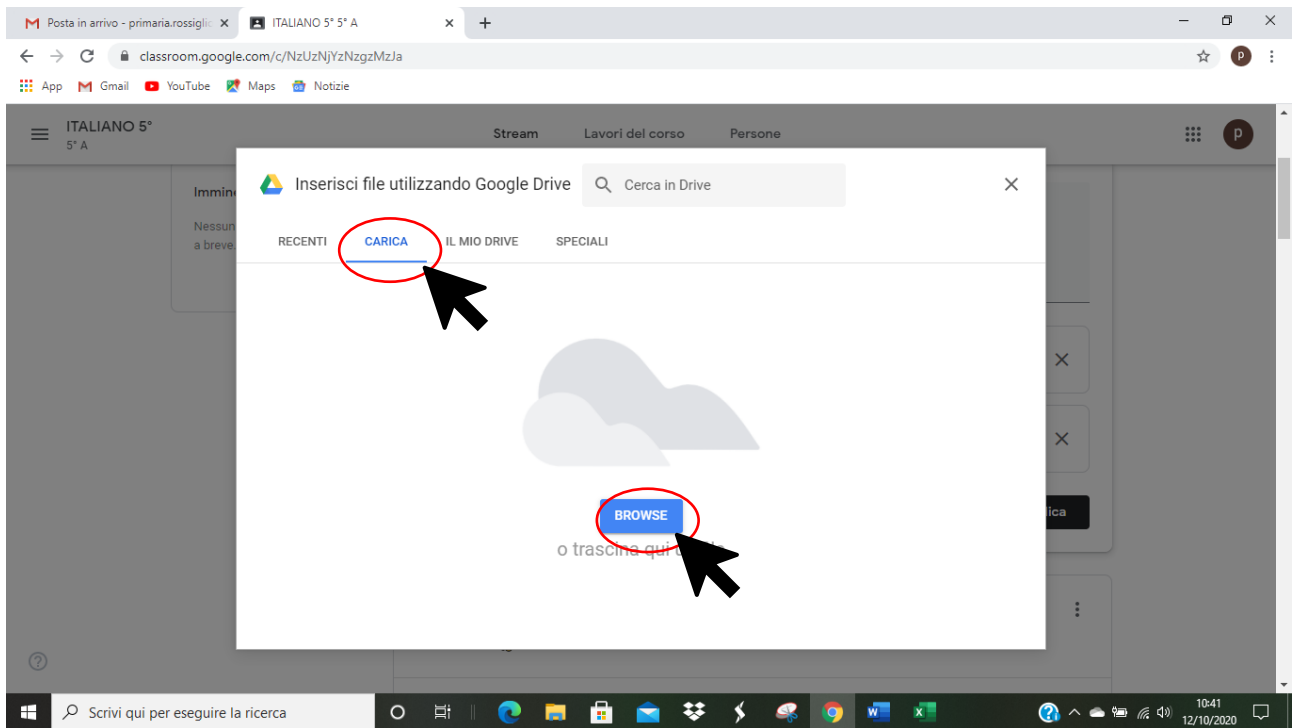 Posta in arrivo - primaria.rossiglio
ITALIANO 5° 5° A
classroom.google.com/c/NzUzNjYzNzgzMzJa
App Gmail YouTube Maps Notizie
ITALIANO 5°
5° A
Stream Lavori del corso Persone
p
Inserisci file utilizzando Google Drive
Cerca in Drive
RECENTI CARICA IL MIO DRIVE SPECIALI
Nessun
a breve.
BROWSE
o trascina qui
Scrivi qui per eseguire la ricerca
10:41
12/10/2020